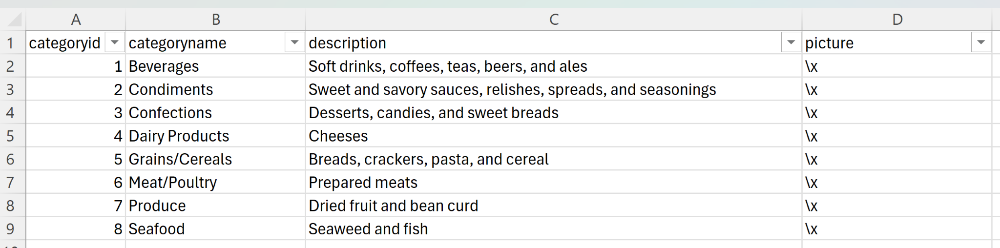 A B C D
1 categoryid categoryname description picture
2 1 Beverages Soft drinks, coffees, teas, beers, and ales \x
3 2 Condiments Sweet and savory sauces, relishes, spreads, and seasonings \x
4 3 Confections Desserts, candies, and sweet breads \x
5 4 Dairy Products Cheeses \x
6 5 Grains/Cereals Breads, crackers, pasta, and cereal \x
7 6 Meat/Poultry Prepared meats \x
8 7 Produce Dried fruit and bean curd \x
9 8 Seafood Seaweed and fish \x